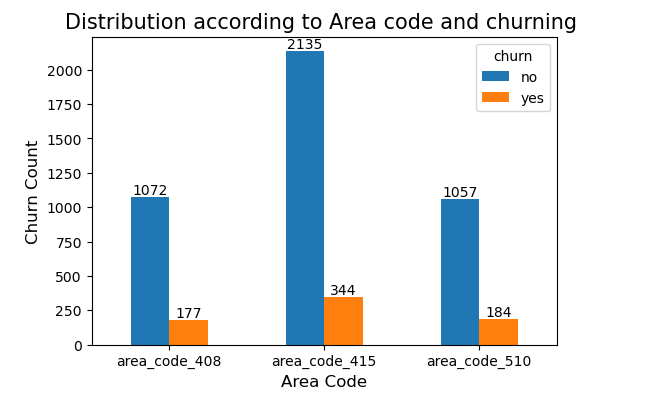 Distribution according to Area code and churning
2135
churn
no
yes
2000
1750
1500
1250
1000
750
500
250
0
Churn Count
1072
1057
177
344
184
area_code_408
area_code_415
area_code_510
Area Code